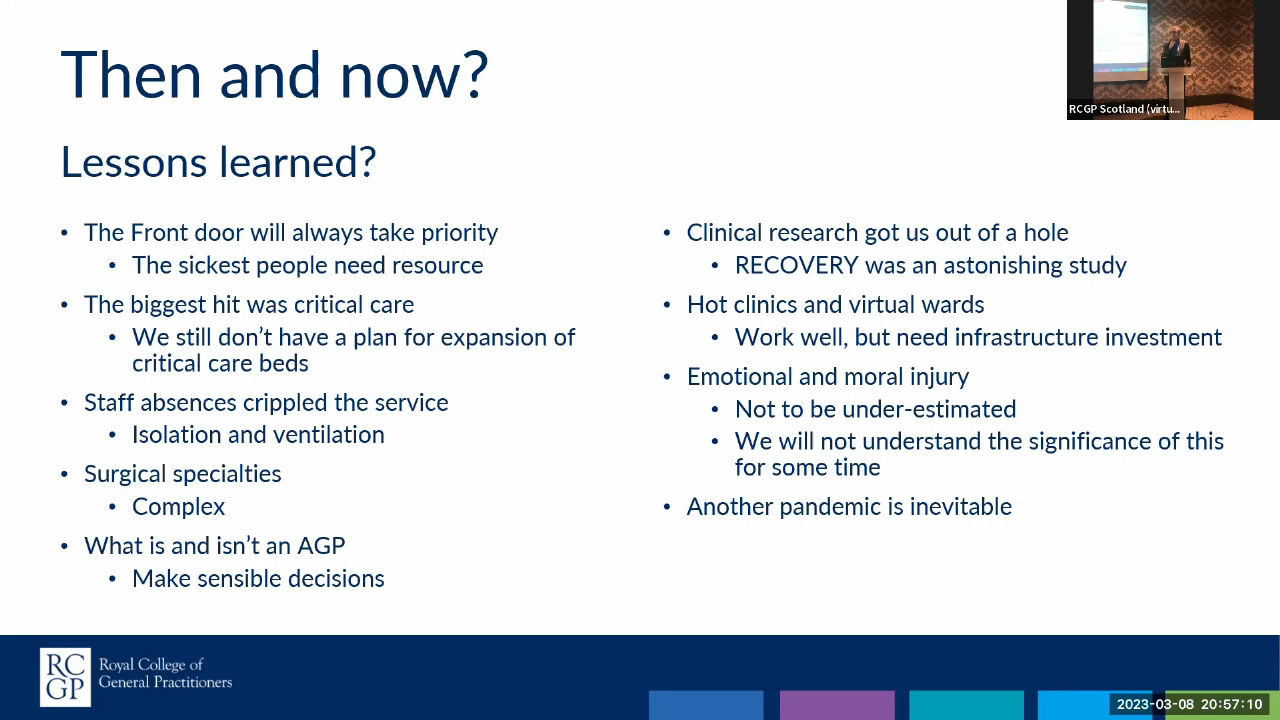 Then and now?
Lessons learned?
• The Front door will always take priority
• The sickest people need resource
• The biggest hit was critical care
• We still don’t have a plan for expansion of
critical care beds
• Staff absences crippled the service
• Isolation and ventilation
• Surgical specialties
• Complex
• What is and isn’t an AGP
• Make sensible decisions
• Clinical research got us out of a hole
• RECOVERY was an astonishing study
• Hot clinics and virtual wards
• Work well, but need infrastructure investment
• Emotional and moral injury
• Not to be under-estimated
• We will not understand the significance of this
for some time
• Another pandemic is inevitable
RCGP Scotland (virtu...
RC
GP
Royal College of
General Practitioners
2023-03-08 20:57:10